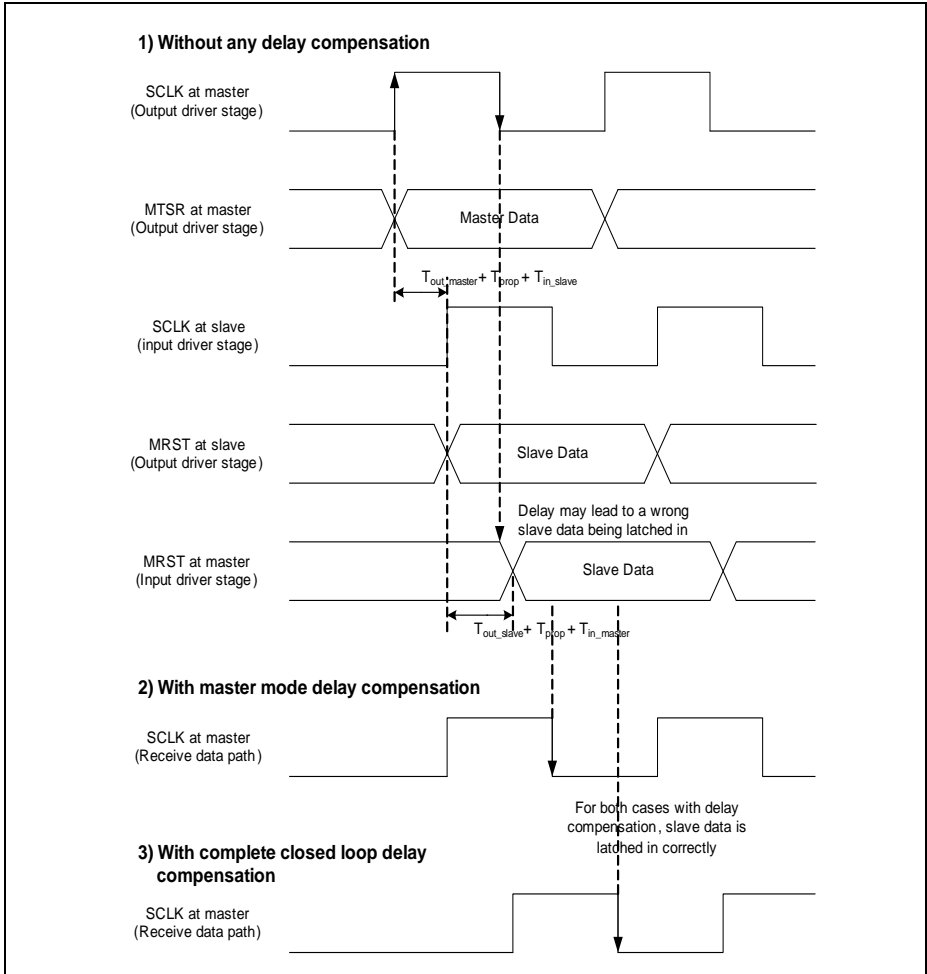 1) Without any delay compensation
SCLK at master
(Output driver stage)
MTSR at master
(Output driver stage)
Master Data
Tout_master + Tprop + Tin_slave
SCLK at slave
(input driver stage)
MRST at slave
(Output driver stage)
Slave Data
Delay may lead to a wrong
slave data being latched in
MRST at master
(Input driver stage)
Slave Data
Tout_slave + Tprop + Tin_master
2) With master mode delay compensation
SCLK at master
(Receive data path)
For both cases with delay
compensation, slave data is
latched in correctly
3) With complete closed loop delay
compensation
SCLK at master
(Receive data path)